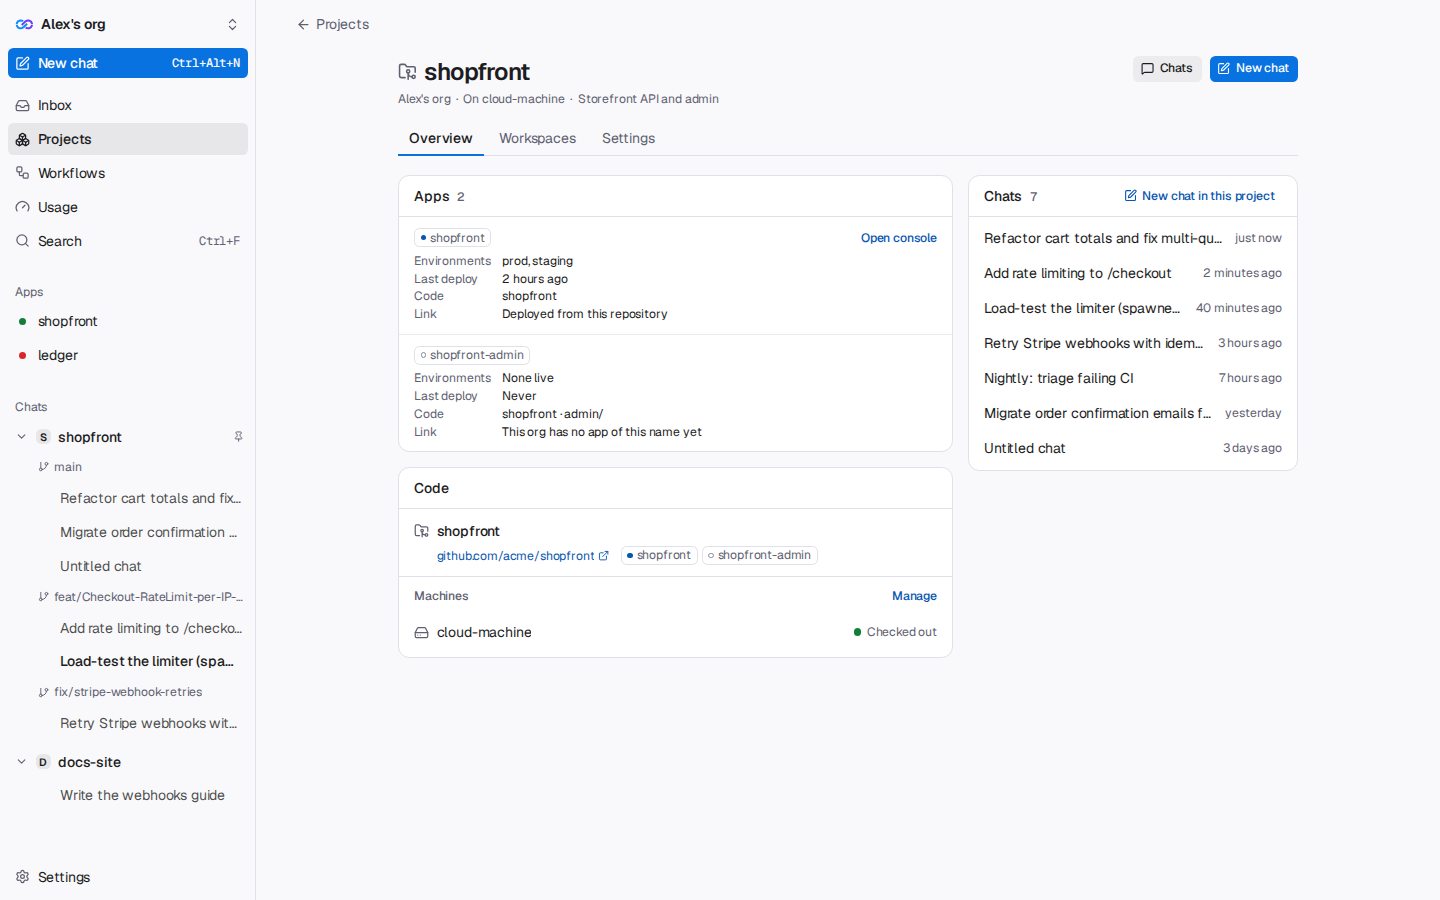 Alex's org
New chat Ctrl+Alt+N
Inbox
Projects
Workflows
Usage
Search Ctrl+F
Apps
shopfront
ledger
Chats
S shopfront
main
Refactor cart totals and fix...
Migrate order confirmation ...
Untitled chat
feat/Checkout-RateLimit-per-IP-...
Add rate limiting to /checko...
Load-test the limiter (spa...
fix/stripe-webhook-retries
Retry Stripe webhooks wit...
D docs-site
Write the webhooks guide
Settings
Projects
shopfront
Chats
New chat
Alex's org · On cloud-machine · Storefront API and admin
Overview Workspaces Settings
Apps 2
shopfront Open console
Environments prod, staging
Last deploy 2 hours ago
Code shopfront
Link Deployed from this repository
shopfront-admin
Environments None live
Last deploy Never
Code shopfront · admin/
Link This org has no app of this name yet
Code
shopfront
github.com/acme/shopfront shopfront shopfront-admin
Machines Manage
cloud-machine Checked out
Chats 7 New chat in this project
Refactor cart totals and fix multi-qu... just now
Add rate limiting to /checkout 2 minutes ago
Load-test the limiter (spawne... 40 minutes ago
Retry Stripe webhooks with idem... 3 hours ago
Nightly: triage failing CI 7 hours ago
Migrate order confirmation emails f... yesterday
Untitled chat 3 days ago